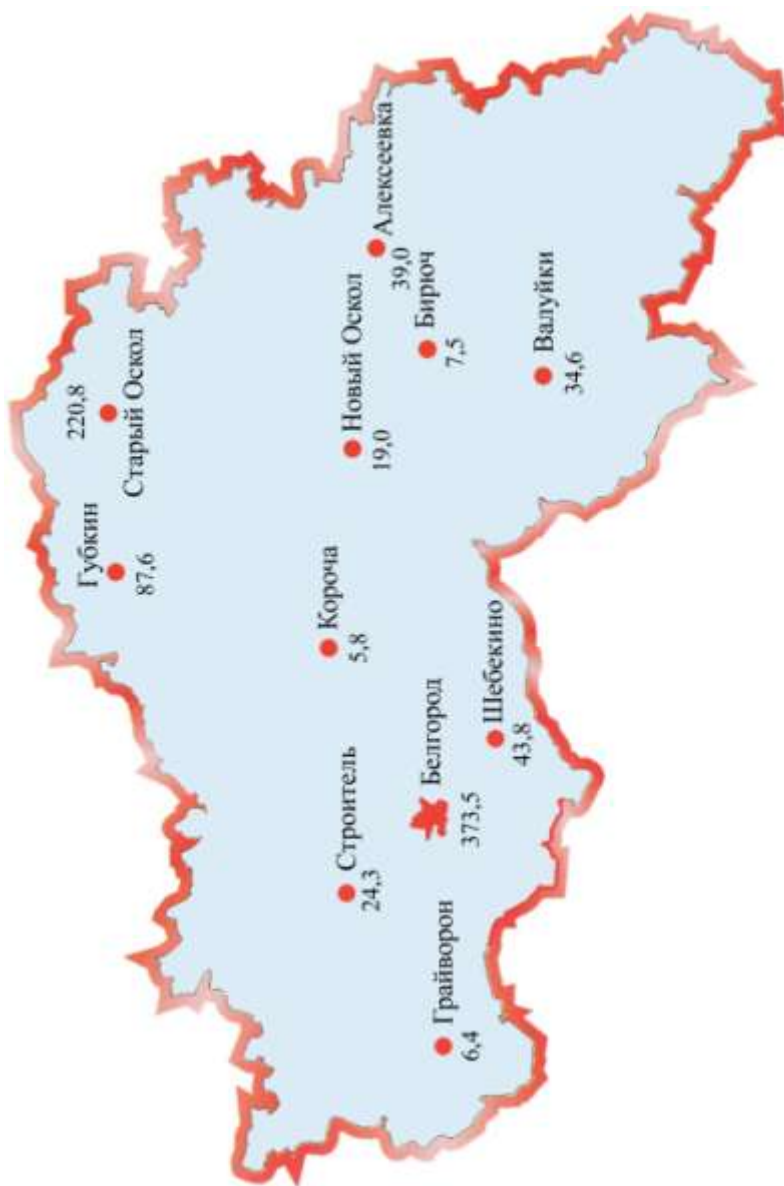 220,8
Старый Оскол
Губкин
87,6
Короча
5,8
Новый Оскол
19,0
Алексеевка
39,0
Бирюч
7,5
Валуйки
34,6
Строитель
24,3
Белгород
373,5
Шебекино
43,8
Грайворон
6,4